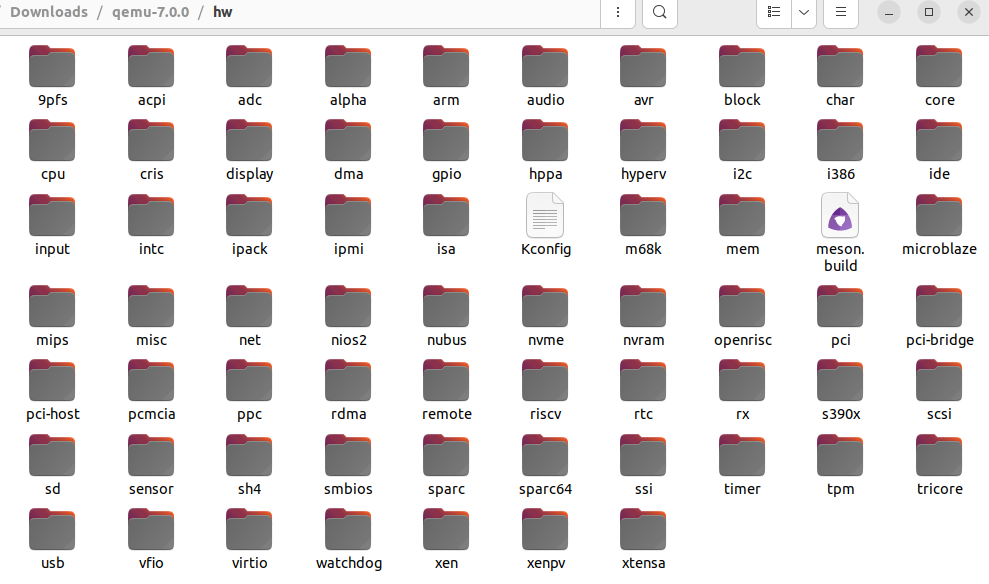 / Downloads / qemu-7.0.0 / hw
9pfs acpi adc alpha arm audio avr block char core
cpu cris display dma gpio hppa hyperv i2c i386 ide
input intc ipack ipmi isa Kconfig m68k mem meson. microblaze
build
mips misc net nios2 nubus nvme nvram openrisc pci pci-bridge
pci-host pcmcia ppc rdma remote riscv rtc rx s390x scsi
sd sensor sh4 smbios sparc sparc64 ssi timer tpm tricore
usb vfio virtio watchdog xen xenpv xtensa